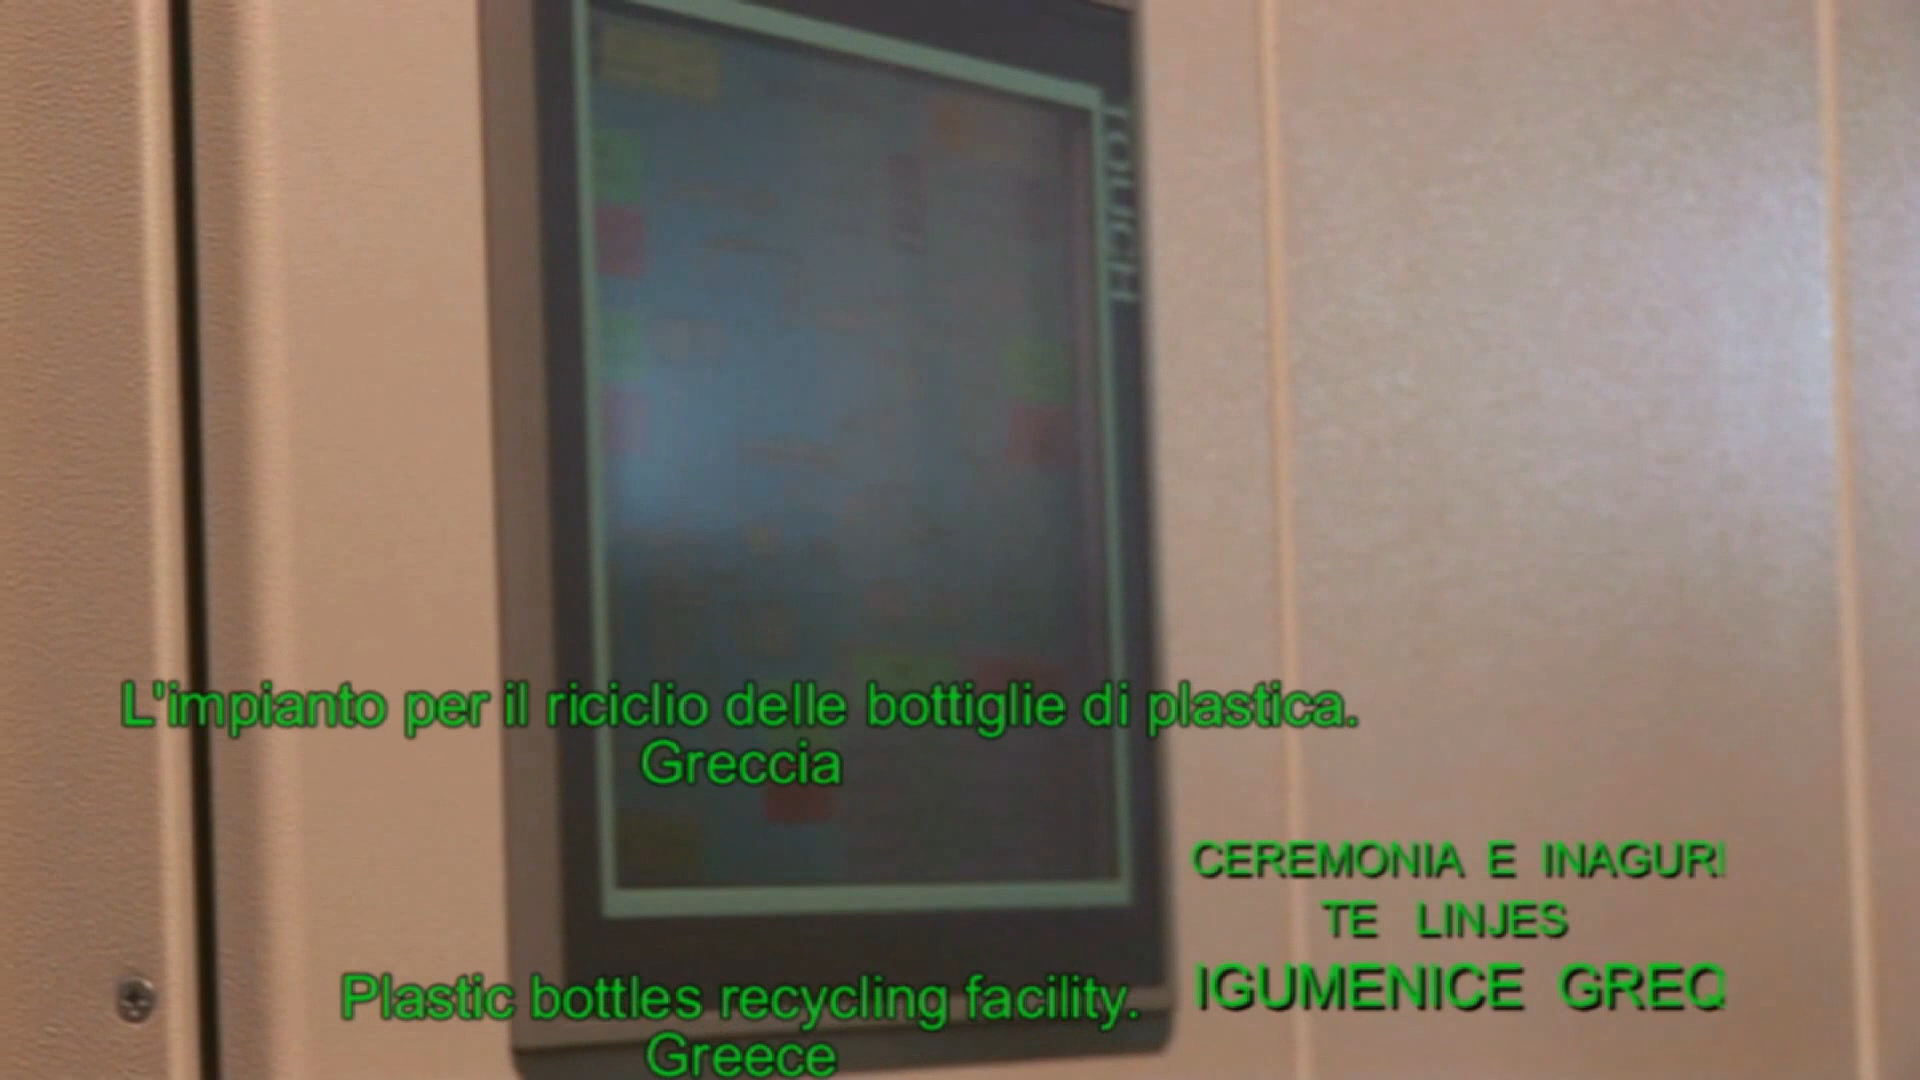 TOUCH
L'impianto per il riciclio delle bottiglie di plastica.
Greccia
CEREMONIA E INAGURI
TE LINJES
IGUMENICE GREQ
Plastic bottles recycling facility.
Greece